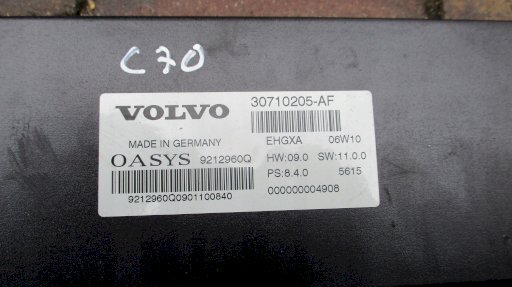 C70
VOLVO 30710205-AF
MADE IN GERMANY EHGXA 06W10
OASYS 9212960Q HW:09.0 SW:11.0.0
PS:8.4.0 5615
9212960Q0901100840 000000004908